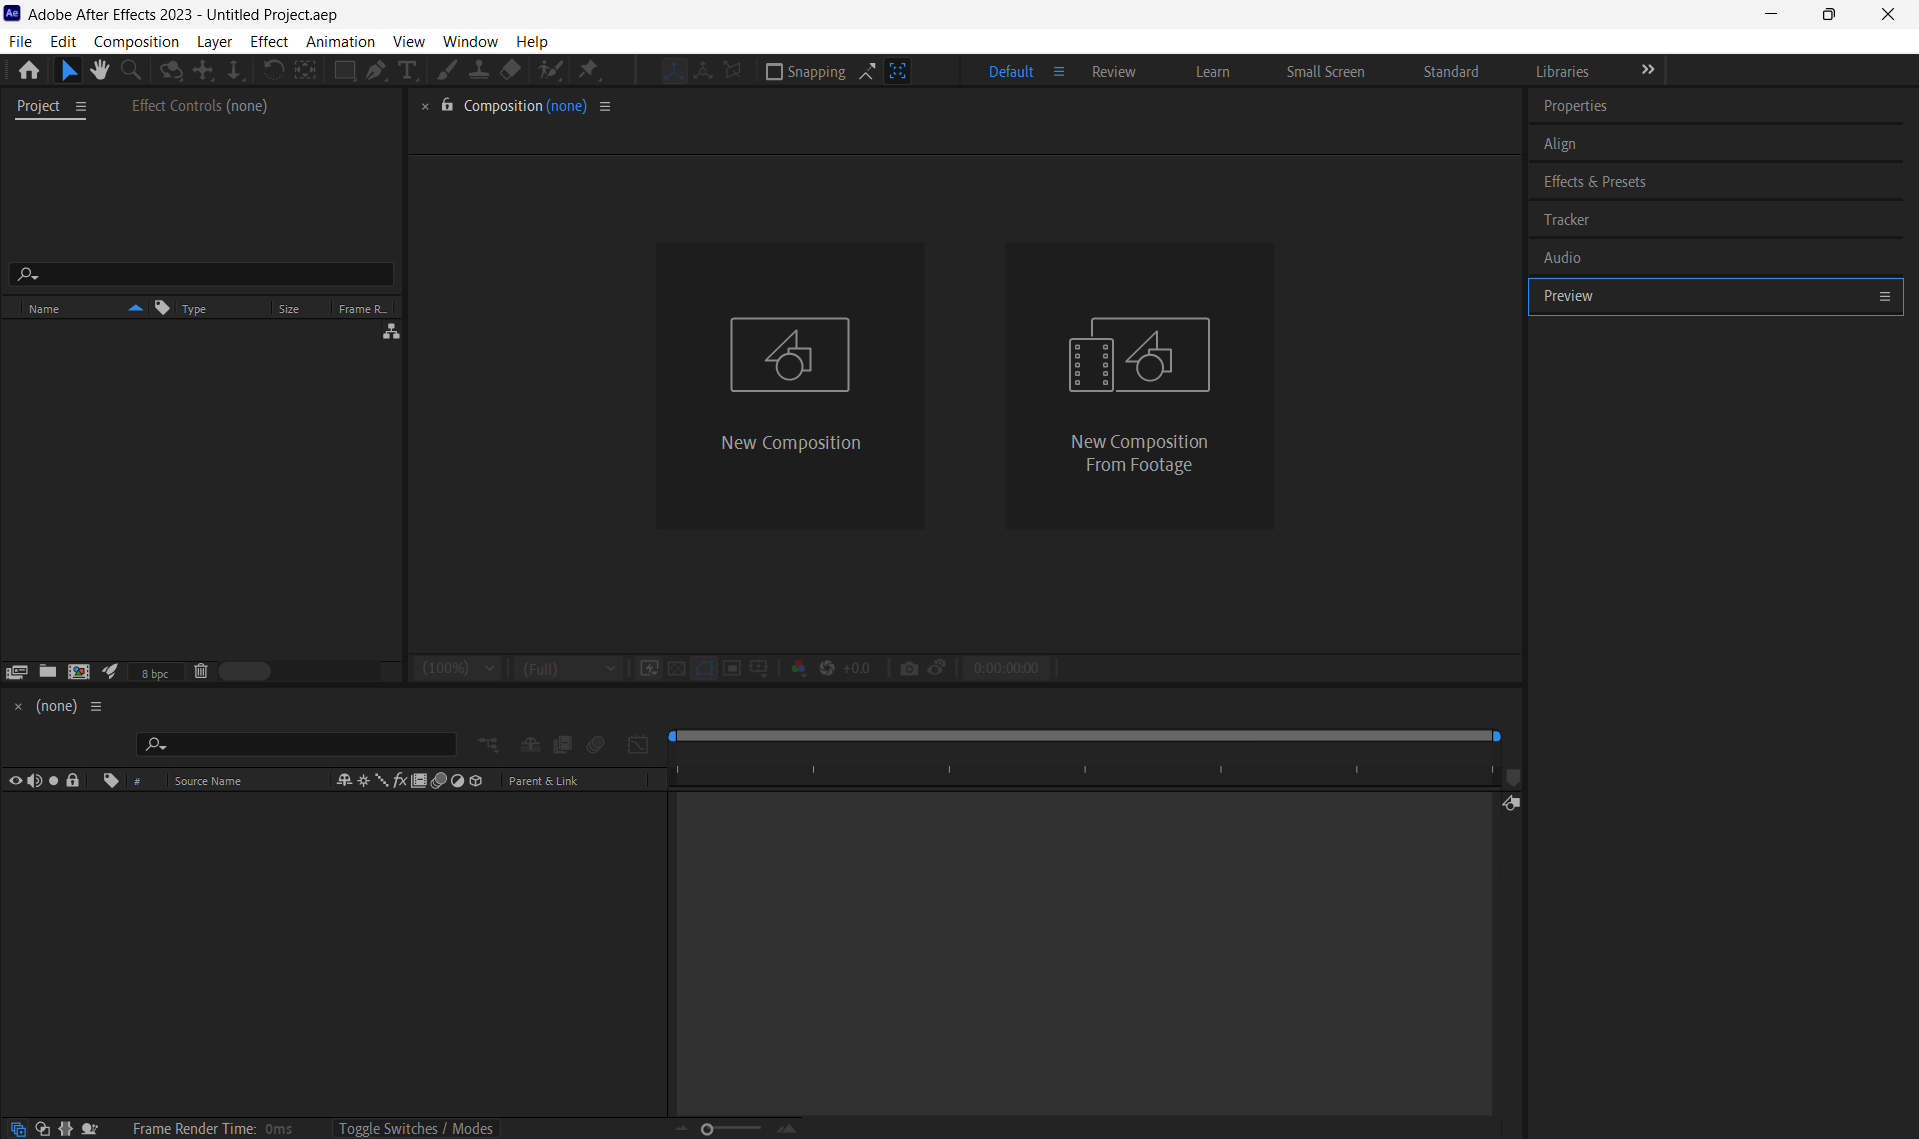 Ae Adobe After Effects 2023 - Untitled Project.aep
File Edit Composition Layer Effect Animation View Window Help
Snapping Default Review Learn Small Screen Standard Libraries
Project Effect Controls (none)
× Composition (none)
Properties
Align
Effects & Presets
Tracker
Audio
Preview
Name Type Size Frame R...
New Composition
New Composition
From Footage
8 bpc
(100%) (Full) +0.0 0:00:00:00
× (none)
# Source Name fx Parent & Link
Frame Render Time: 0ms Toggle Switches / Modes